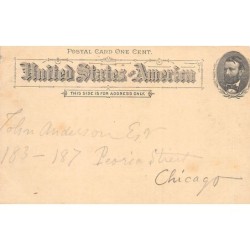 POSTAL CARD ONE CENT.
United States of America
THIS SIDE IS FOR ADDRESS ONLY.
John Anderson Esqr
183-187 Peoria Street
Chicago